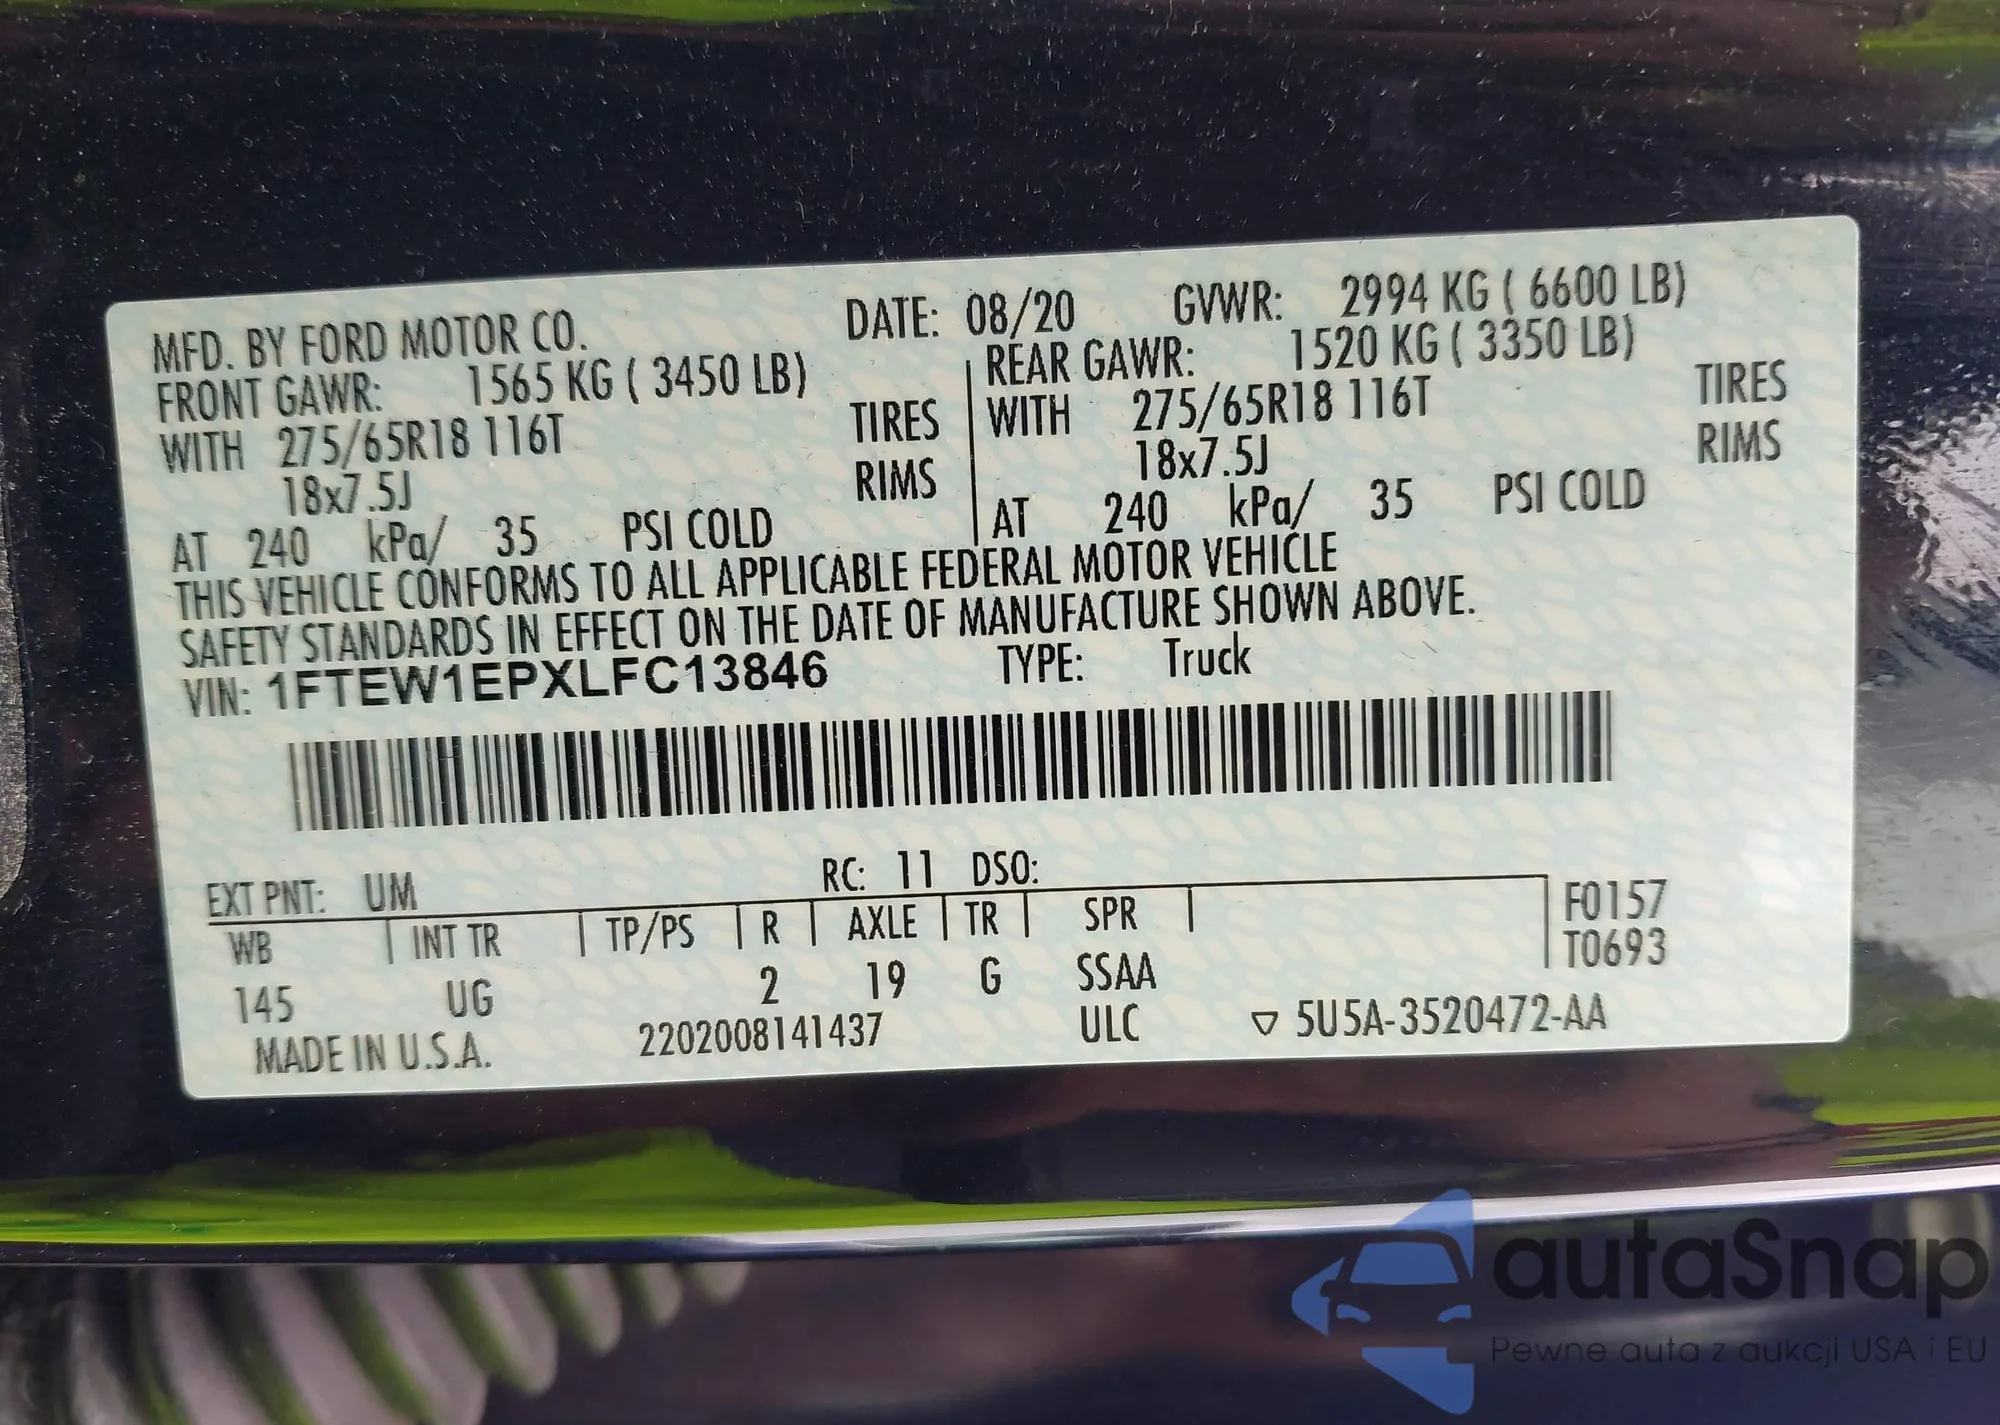 MFD. BY FORD MOTOR CO. DATE: 08/20 GVWR: 2994 KG ( 6600 LB)
FRONT GAWR: 1565 KG ( 3450 LB) REAR GAWR: 1520 KG ( 3350 LB)
WITH 275/65R18 116T TIRES WITH 275/65R18 116T TIRES
18x7.5J RIMS 18x7.5J RIMS
AT 240 kPa/ 35 PSI COLD AT 240 kPa/ 35 PSI COLD
THIS VEHICLE CONFORMS TO ALL APPLICABLE FEDERAL MOTOR VEHICLE
SAFETY STANDARDS IN EFFECT ON THE DATE OF MANUFACTURE SHOWN ABOVE.
VIN: 1FTEW1EPXLFC13846 TYPE: Truck
EXT PNT: UM RC: 11 DSO:
WB INT TR TP/PS R AXLE TR SPR F0157
T0693
145 UG 2 19 G SSAA
MADE IN U.S.A. 2202008141437 ULC ▽ 5U5A-3520472-AA
autaSnap
Pewne auta z aukcji USA i EU